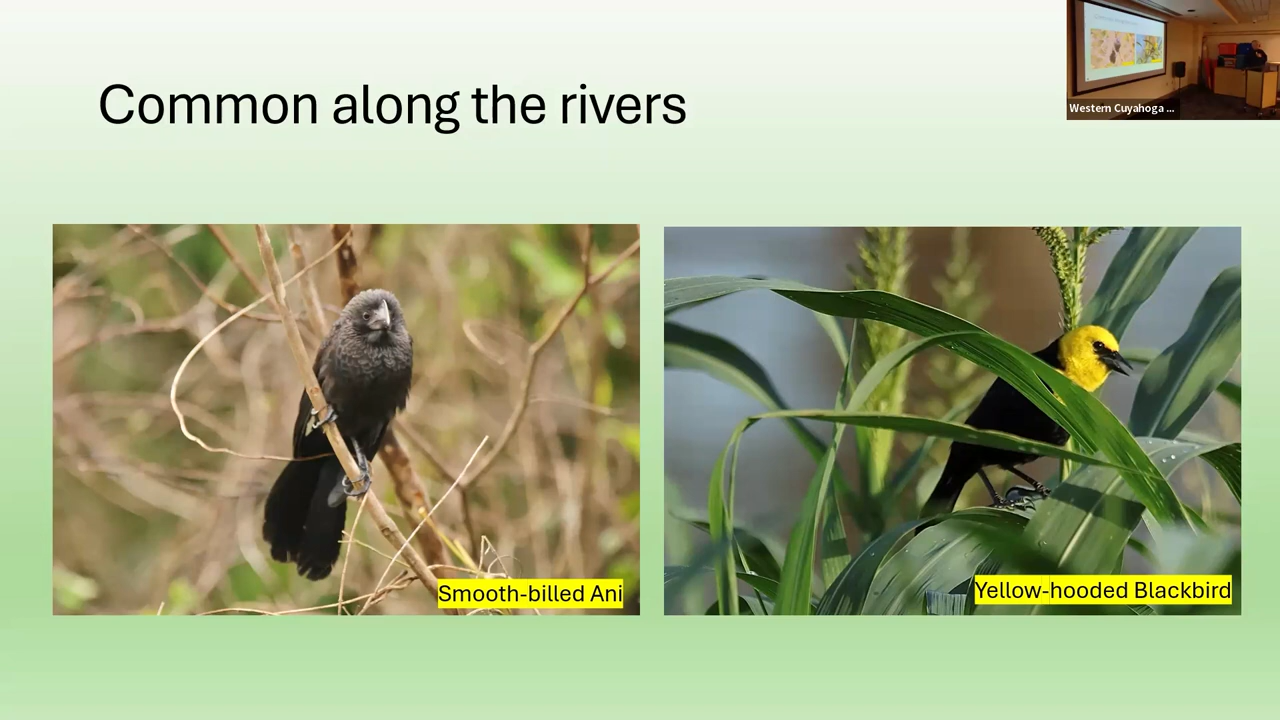 Common along the rivers
Western Cuyahoga ...
Smooth-billed Ani
Yellow-hooded Blackbird